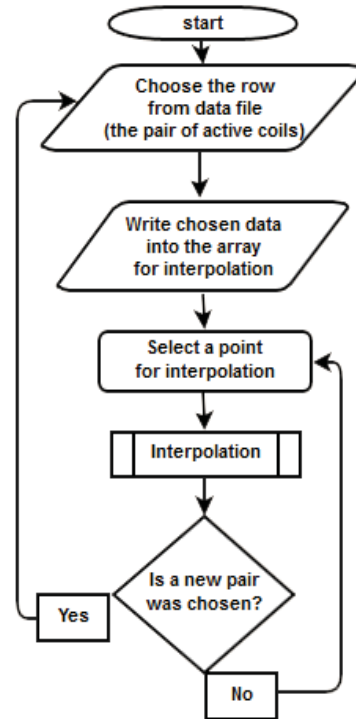 start
Choose the row
from data file
(the pair of active coils)
Write chosen data
into the array
for interpolation
Select a point
for interpolation
Interpolation
Is a new pair
was chosen?
Yes
No